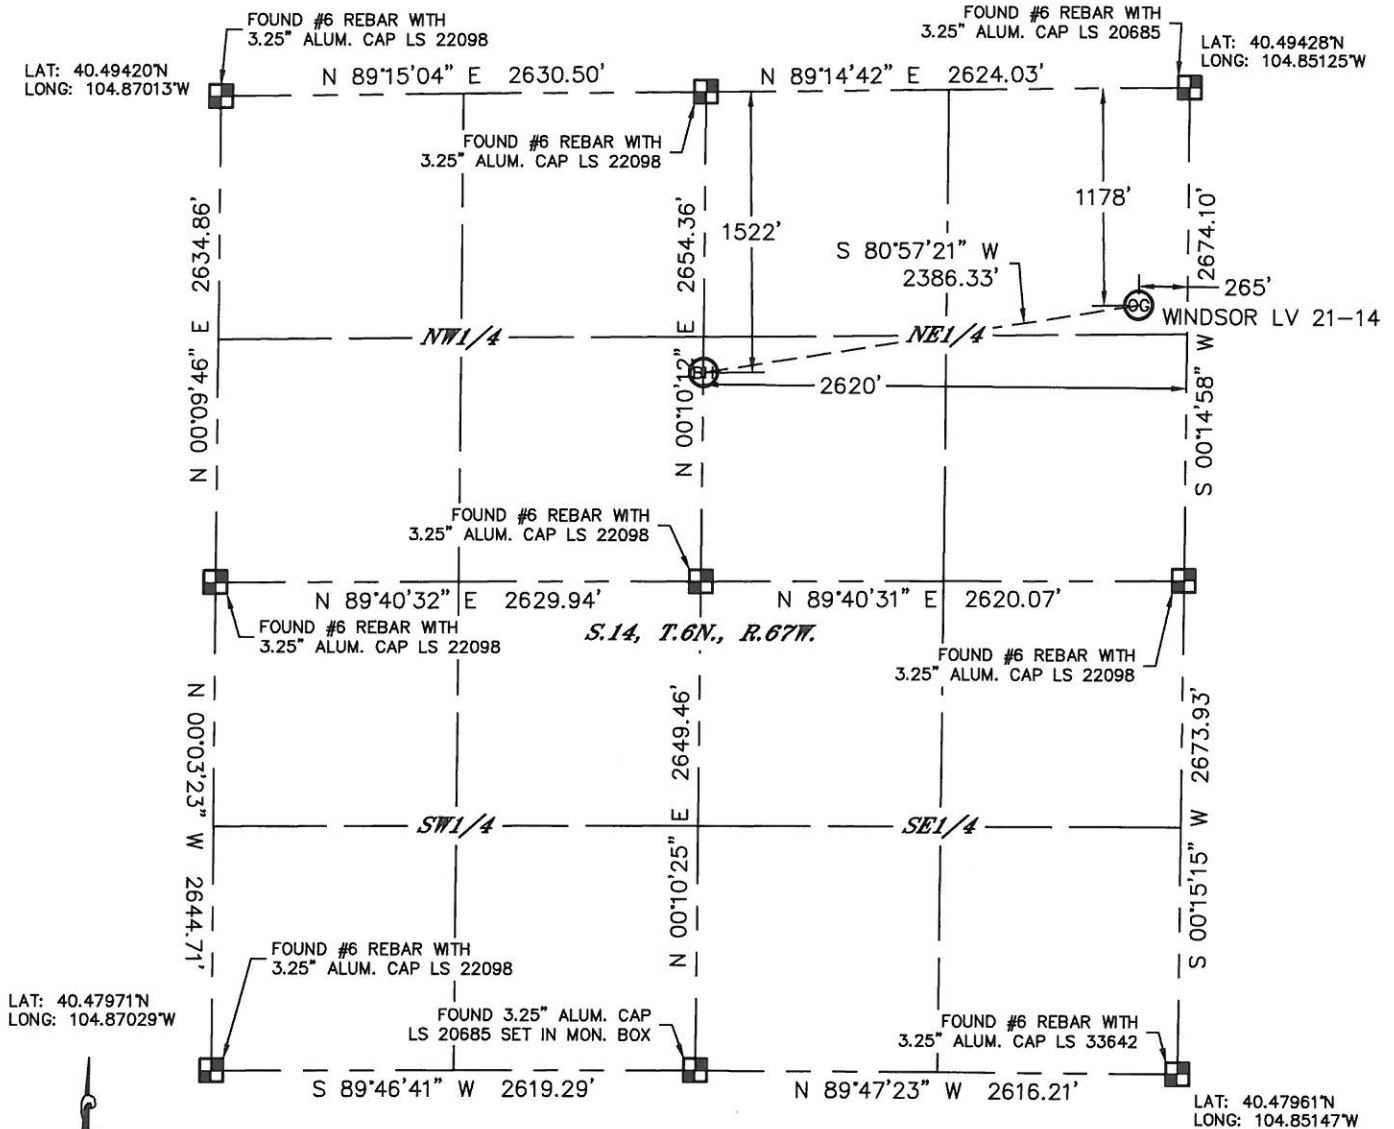 FOUND #6 REBAR WITH
3.25" ALUM. CAP LS 22098
FOUND #6 REBAR WITH
3.25" ALUM. CAP LS 20685
LAT: 40.49420°N
LONG: 104.87013°W
LAT: 40.49428°N
LONG: 104.85125°W
N 89°15'04" E 2630.50'
N 89°14'42" E 2624.03'
FOUND #6 REBAR WITH
3.25" ALUM. CAP LS 22098
N 00°09'46" E 2634.86'
N 00°10'12" E 2654.36'
1522'
1178'
S 80°57'21" W
2386.33'
S 00°14'58" W 2674.10'
265'
OG
WINDSOR LV 21-14
NW1/4
NE1/4
BH
2620'
FOUND #6 REBAR WITH
3.25" ALUM. CAP LS 22098
N 89°40'32" E 2629.94'
N 89°40'31" E 2620.07'
FOUND #6 REBAR WITH
3.25" ALUM. CAP LS 22098
S.14, T.6N., R.67W.
FOUND #6 REBAR WITH
3.25" ALUM. CAP LS 22098
N 00°03'23" W 2644.71'
N 00°10'25" E 2649.46'
S 00°15'15" W 2673.93'
SW1/4
SE1/4
FOUND #6 REBAR WITH
3.25" ALUM. CAP LS 22098
LAT: 40.47971°N
LONG: 104.87029°W
FOUND 3.25" ALUM. CAP
LS 20685 SET IN MON. BOX
FOUND #6 REBAR WITH
3.25" ALUM. CAP LS 33642
S 89°46'41" W 2619.29'
N 89°47'23" W 2616.21'
LAT: 40.47961°N
LONG: 104.85147°W